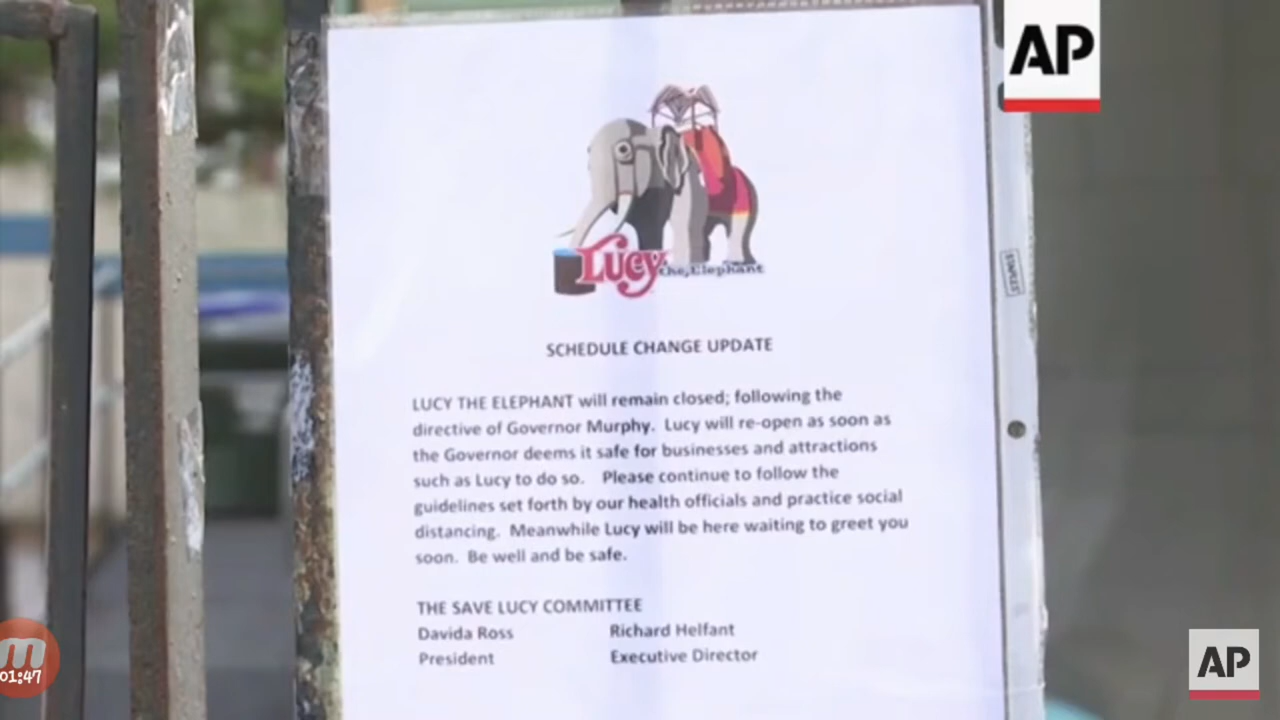 AP
Lucy the Elephant
SCHEDULE CHANGE UPDATE
LUCY THE ELEPHANT will remain closed; following the
directive of Governor Murphy. Lucy will re-open as soon as
the Governor deems it safe for businesses and attractions
such as Lucy to do so. Please continue to follow the
guidelines set forth by our health officials and practice social
distancing. Meanwhile Lucy will be here waiting to greet you
soon. Be well and be safe.
THE SAVE LUCY COMMITTEE
Davida Ross Richard Helfant
President Executive Director
STAPLES
m
01:47
AP